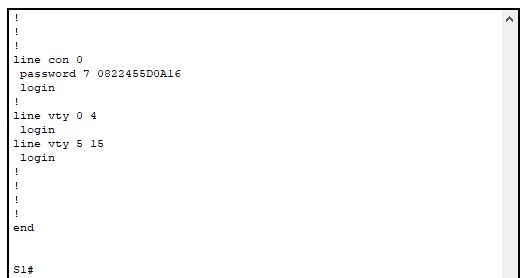 !
!
!
line con 0
 password 7 0822455D0A16
 login
!
line vty 0 4
 login
line vty 5 15
 login
!
!
!
!
end
S1#